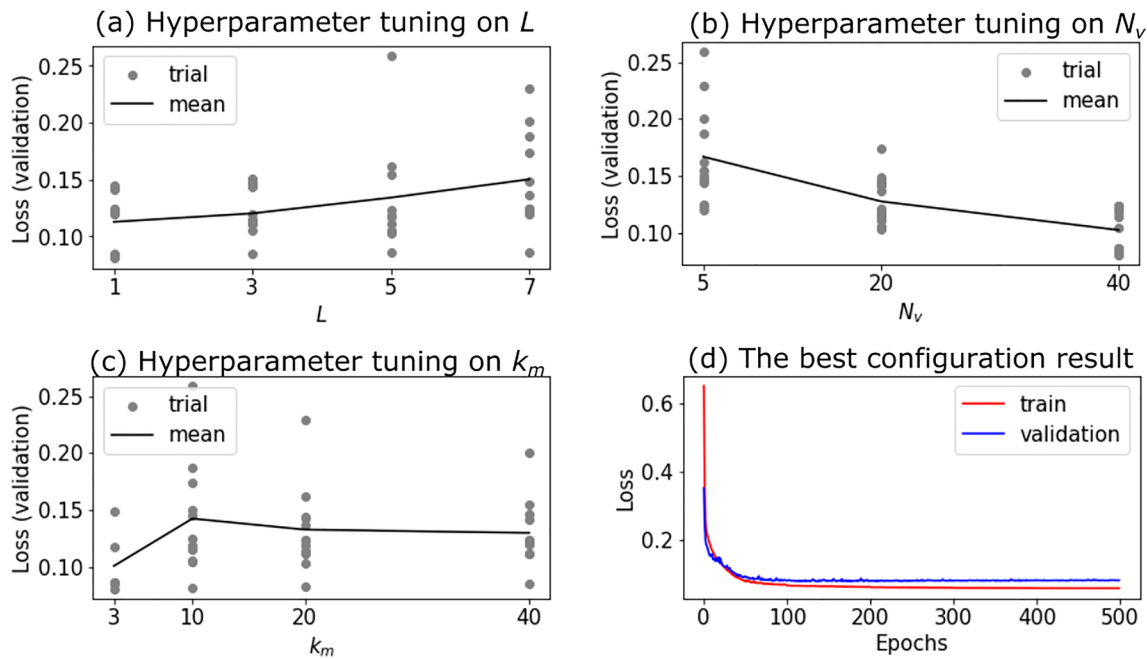 (a) Hyperparameter tuning on L
Loss (validation)
0.25
0.20
0.15
0.10
trial
mean
1 3 5 7
L
(b) Hyperparameter tuning on N_v
Loss (validation)
0.25
0.20
0.15
0.10
trial
mean
5 20 40
N_v
(c) Hyperparameter tuning on k_m
Loss (validation)
0.25
0.20
0.15
0.10
trial
mean
3 10 20 40
k_m
(d) The best configuration result
Loss
0.6
0.4
0.2
train
validation
0 100 200 300 400 500
Epochs